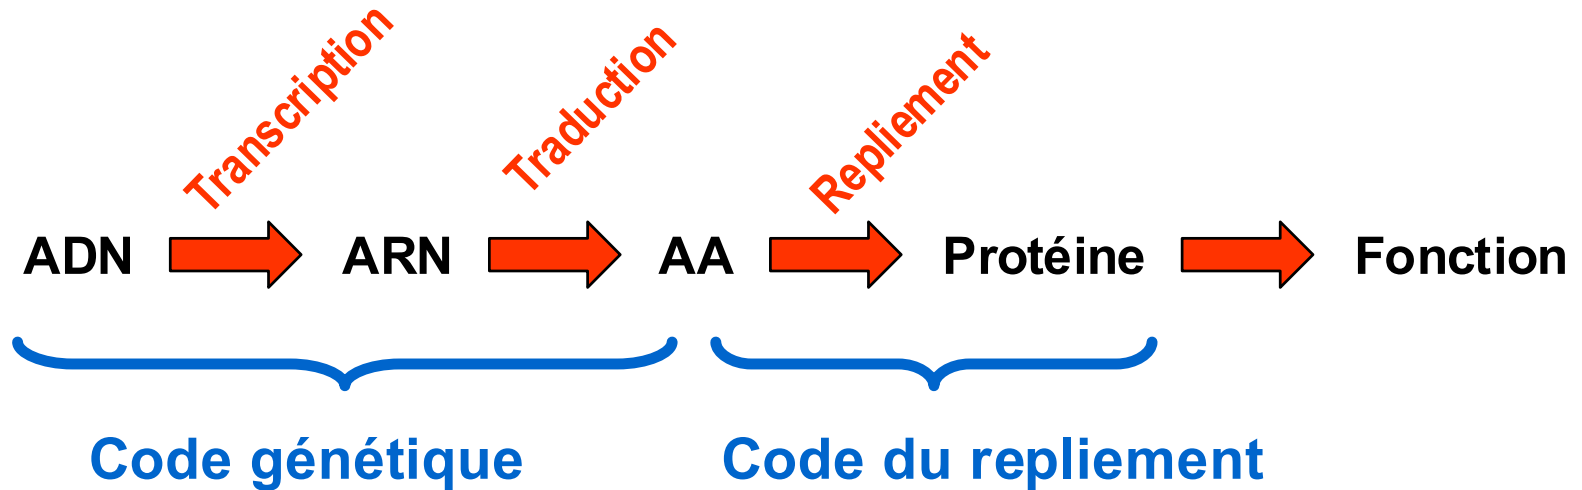 Transcription Traduction Repliement
ADN ARN AA Protéine Fonction
Code génétique Code du repliement